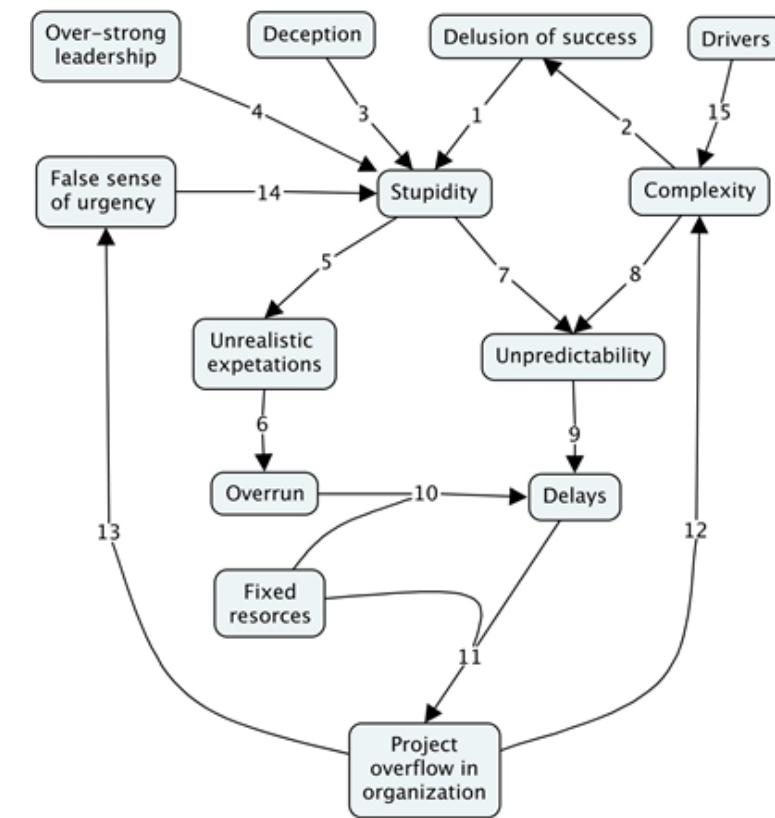 Over-strong
leadership
Deception
Delusion of success
Drivers
4
3
1
2
15
False sense
of urgency
14
Stupidity
Complexity
5
7
8
Unrealistic
expetations
Unpredictability
6
9
Overrun
10
Delays
13
12
Fixed
resorces
11
Project
overflow in
organization